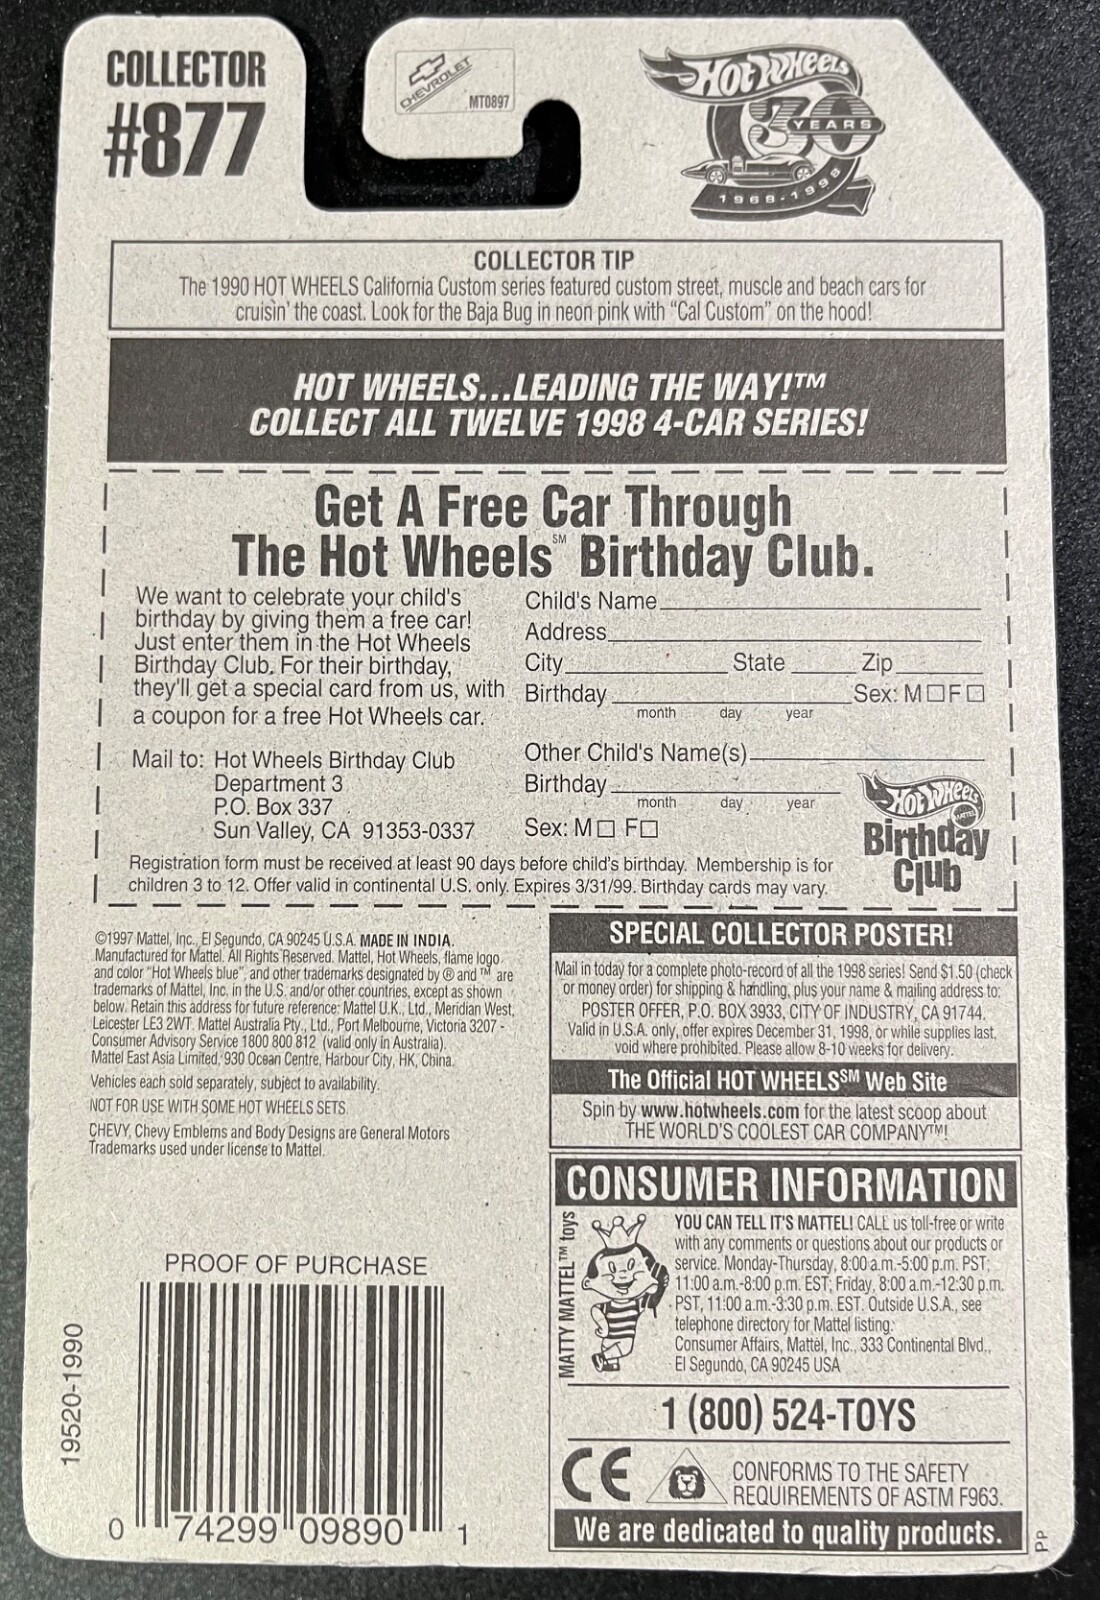 COLLECTOR
#877
CHEVROLET
MT0897
HOT WHEELS
30
YEARS
1968-1998
COLLECTOR TIP
The 1990 HOT WHEELS California Custom series featured custom street, muscle and beach cars for
cruisin' the coast. Look for the Baja Bug in neon pink with "Cal Custom" on the hood!
HOT WHEELS...LEADING THE WAY!™
COLLECT ALL TWELVE 1998 4-CAR SERIES!
Get A Free Car Through
The Hot Wheels℠ Birthday Club.
We want to celebrate your child's
birthday by giving them a free car!
Just enter them in the Hot Wheels
Birthday Club. For their birthday,
they'll get a special card from us, with
a coupon for a free Hot Wheels car.
Mail to: Hot Wheels Birthday Club
Department 3
P.O. Box 337
Sun Valley, CA 91353-0337
Child's Name
Address
City State Zip
Birthday Sex: M☐ F☐
month day year
Other Child's Name(s)
Birthday
month day year
Sex: M☐ F☐
HOT WHEELS
MATTEL
Birthday
Club
Registration form must be received at least 90 days before child's birthday. Membership is for
children 3 to 12. Offer valid in continental U.S. only. Expires 3/31/99. Birthday cards may vary.
©1997 Mattel, Inc., El Segundo, CA 90245 U.S.A. MADE IN INDIA.
Manufactured for Mattel. All Rights Reserved. Mattel, Hot Wheels, flame logo
and color "Hot Wheels blue", and other trademarks designated by ® and ™ are
trademarks of Mattel, Inc. in the U.S. and/or other countries, except as shown
below. Retain this address for future reference: Mattel U.K., Ltd., Meridian West,
Leicester LE3 2WT. Mattel Australia Pty., Ltd., Port Melbourne, Victoria 3207 -
Consumer Advisory Service 1800 800 812 (valid only in Australia).
Mattel East Asia Limited, 930 Ocean Centre, Harbour City, HK, China.
Vehicles each sold separately, subject to availability.
NOT FOR USE WITH SOME HOT WHEELS SETS.
CHEVY, Chevy Emblems and Body Designs are General Motors
Trademarks used under license to Mattel.
PROOF OF PURCHASE
19520-1990
0 74299 09890 1
SPECIAL COLLECTOR POSTER!
Mail in today for a complete photo-record of all the 1998 series! Send $1.50 (check
or money order) for shipping & handling, plus your name & mailing address to:
POSTER OFFER, P.O. BOX 3933, CITY OF INDUSTRY, CA 91744.
Valid in U.S.A. only, offer expires December 31, 1998, or while supplies last,
void where prohibited. Please allow 8-10 weeks for delivery.
The Official HOT WHEELS℠ Web Site
Spin by www.hotwheels.com for the latest scoop about
THE WORLD'S COOLEST CAR COMPANY™!
CONSUMER INFORMATION
MATTY MATTEL™ toys
YOU CAN TELL IT'S MATTEL! CALL us toll-free or write
with any comments or questions about our products or
service. Monday-Thursday, 8:00 a.m.-5:00 p.m. PST;
11:00 a.m.-8:00 p.m. EST; Friday, 8:00 a.m.-12:30 p.m.
PST, 11:00 a.m.-3:30 p.m. EST. Outside U.S.A., see
telephone directory for Mattel listing.
Consumer Affairs, Mattel, Inc., 333 Continental Blvd.,
El Segundo, CA 90245 USA
1 (800) 524-TOYS
CE
CONFORMS TO THE SAFETY
REQUIREMENTS OF ASTM F963.
We are dedicated to quality products.
PP